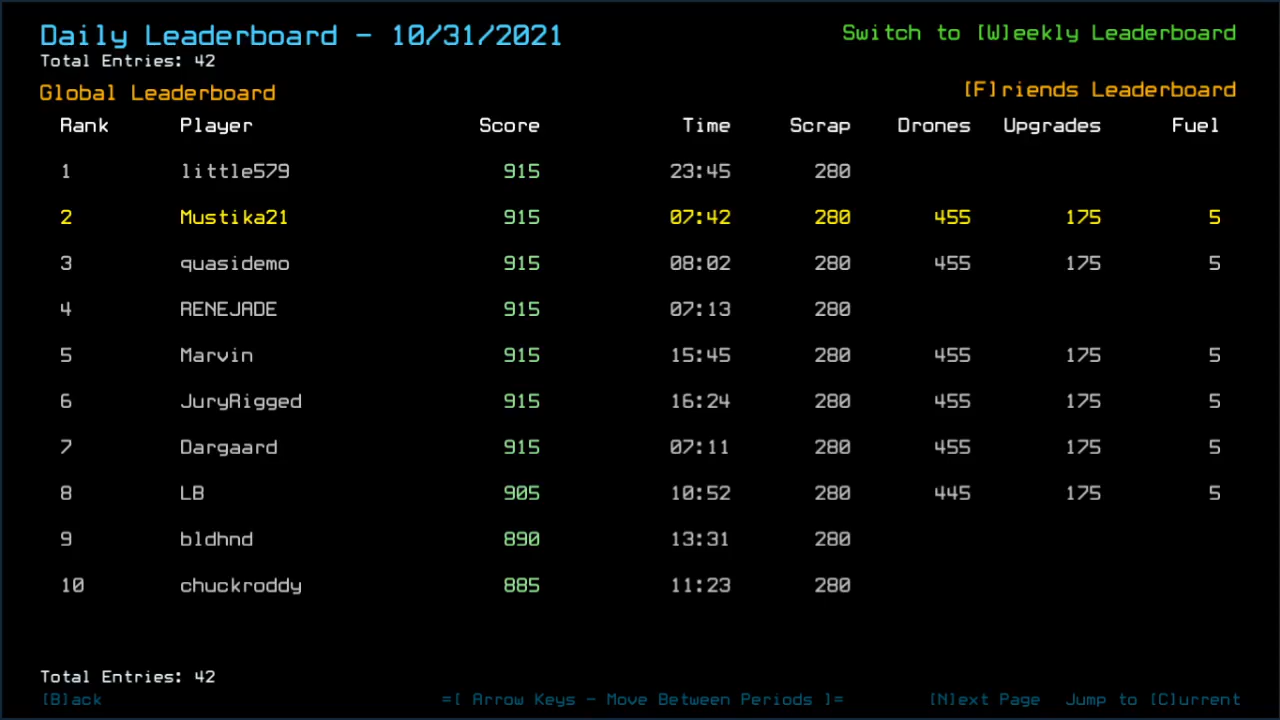 Daily Leaderboard - 10/31/2021 Switch to [W]eekly Leaderboard
Total Entries: 42
Global Leaderboard [F]riends Leaderboard
Rank Player Score Time Scrap Drones Upgrades Fuel
1 little579 915 23:45 280
2 Mustika21 915 07:42 280 455 175 5
3 quasidemo 915 08:02 280 455 175 5
4 RENEJADE 915 07:13 280
5 Marvin 915 15:45 280 455 175 5
6 JuryRigged 915 16:24 280 455 175 5
7 Dargaard 915 07:11 280 455 175 5
8 LB 905 10:52 280 445 175 5
9 bldhnd 890 13:31 280
10 chuckroddy 885 11:23 280
Total Entries: 42
[B]ack =[ Arrow Keys - Move Between Periods ]= [N]ext Page Jump to [C]urrent